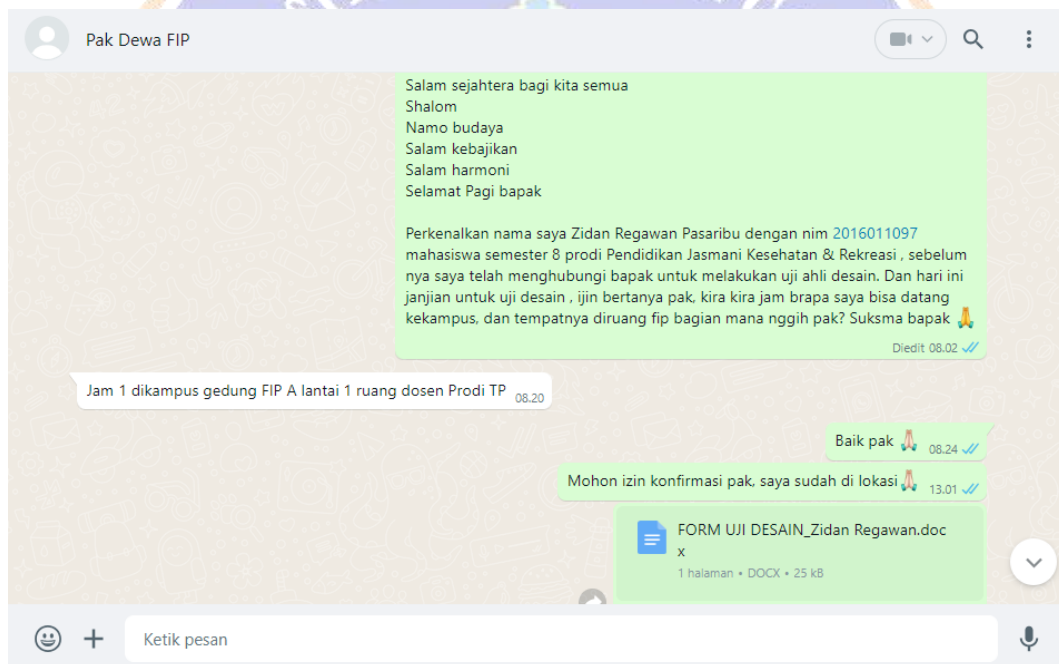 Pak Dewa FIP
Salam sejahtera bagi kita semua
Shalom
Namo budaya
Salam kebajikan
Salam harmoni
Selamat Pagi bapak
Perkenalkan nama saya Zidan Regawan Pasaribu dengan nim 2016011097
mahasiswa semester 8 prodi Pendidikan Jasmani Kesehatan & Rekreasi , sebelum
nya saya telah menghubungi bapak untuk melakukan uji ahli desain. Dan hari ini
janjian untuk uji desain , ijin bertanya pak, kira kira jam brapa saya bisa datang
kekampus, dan tempatnya diruang fip bagian mana nggih pak? Suksma bapak 🙏
Diedit 08.02
Jam 1 dikampus gedung FIP A lantai 1 ruang dosen Prodi TP 08.20
Baik pak 🙏🏻 08.24
Mohon izin konfirmasi pak, saya sudah di lokasi🙏🏻 13.01
FORM UJI DESAIN_Zidan Regawan.doc
x
1 halaman • DOCX • 25 kB
Ketik pesan